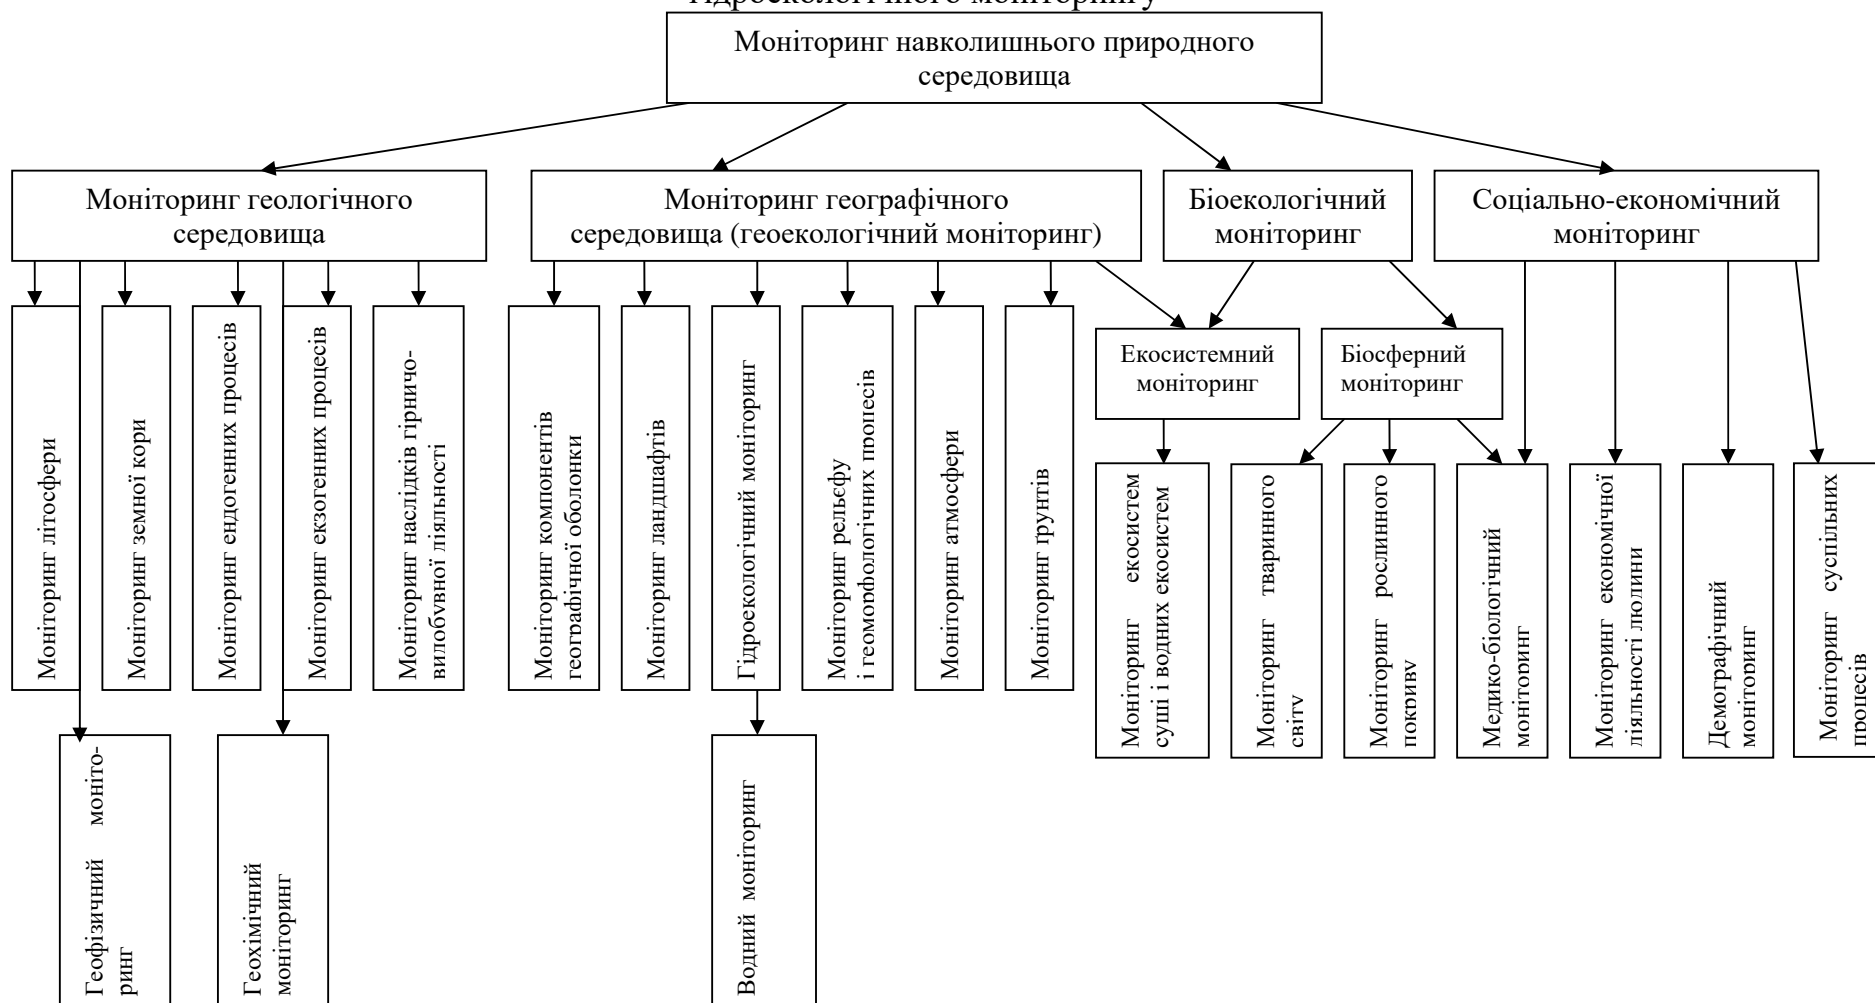 гідроекологічного моніторингу
Моніторинг навколишнього природного
середовища
Моніторинг геологічного
середовища
Моніторинг географічного
середовища (геоекологічний моніторинг)
Біоекологічний
моніторинг
Соціально-економічний
моніторинг
Екосистемний
моніторинг
Біосферний
моніторинг
Моніторинг літосфери
Моніторинг земної кори
Моніторинг ендогенних процесів
Моніторинг екзогенних процесів
Моніторинг наслідків гірничо-
видобувної діяльності
Моніторинг компонентів
географічної оболонки
Моніторинг ландшафтів
Гідроекологічний моніторинг
Моніторинг рельєфу
і геоморфологічних процесів
Моніторинг атмосфери
Моніторинг ґрунтів
Моніторинг екосистем
суші і водних екосистем
Моніторинг тваринного
світу
Моніторинг рослинного
покриву
Медико-біологічний
моніторинг
Моніторинг економічної
діяльності людини
Демографічний
моніторинг
Моніторинг суспільних
процесів
Геофізичний моніто-
ринг
Геохімічний
моніторинг
Водний моніторинг